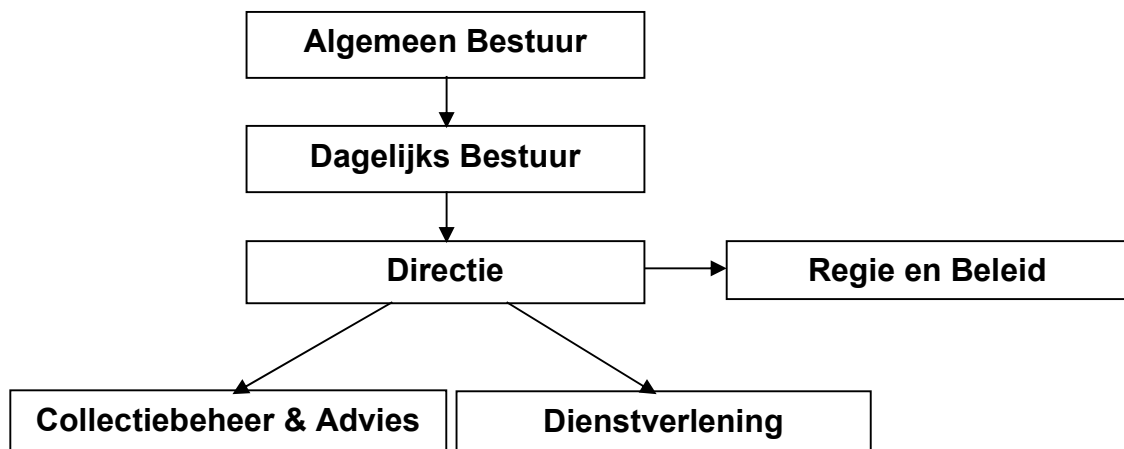 Algemeen Bestuur
Dagelijks Bestuur
Directie
Regie en Beleid
Collectiebeheer & Advies
Dienstverlening